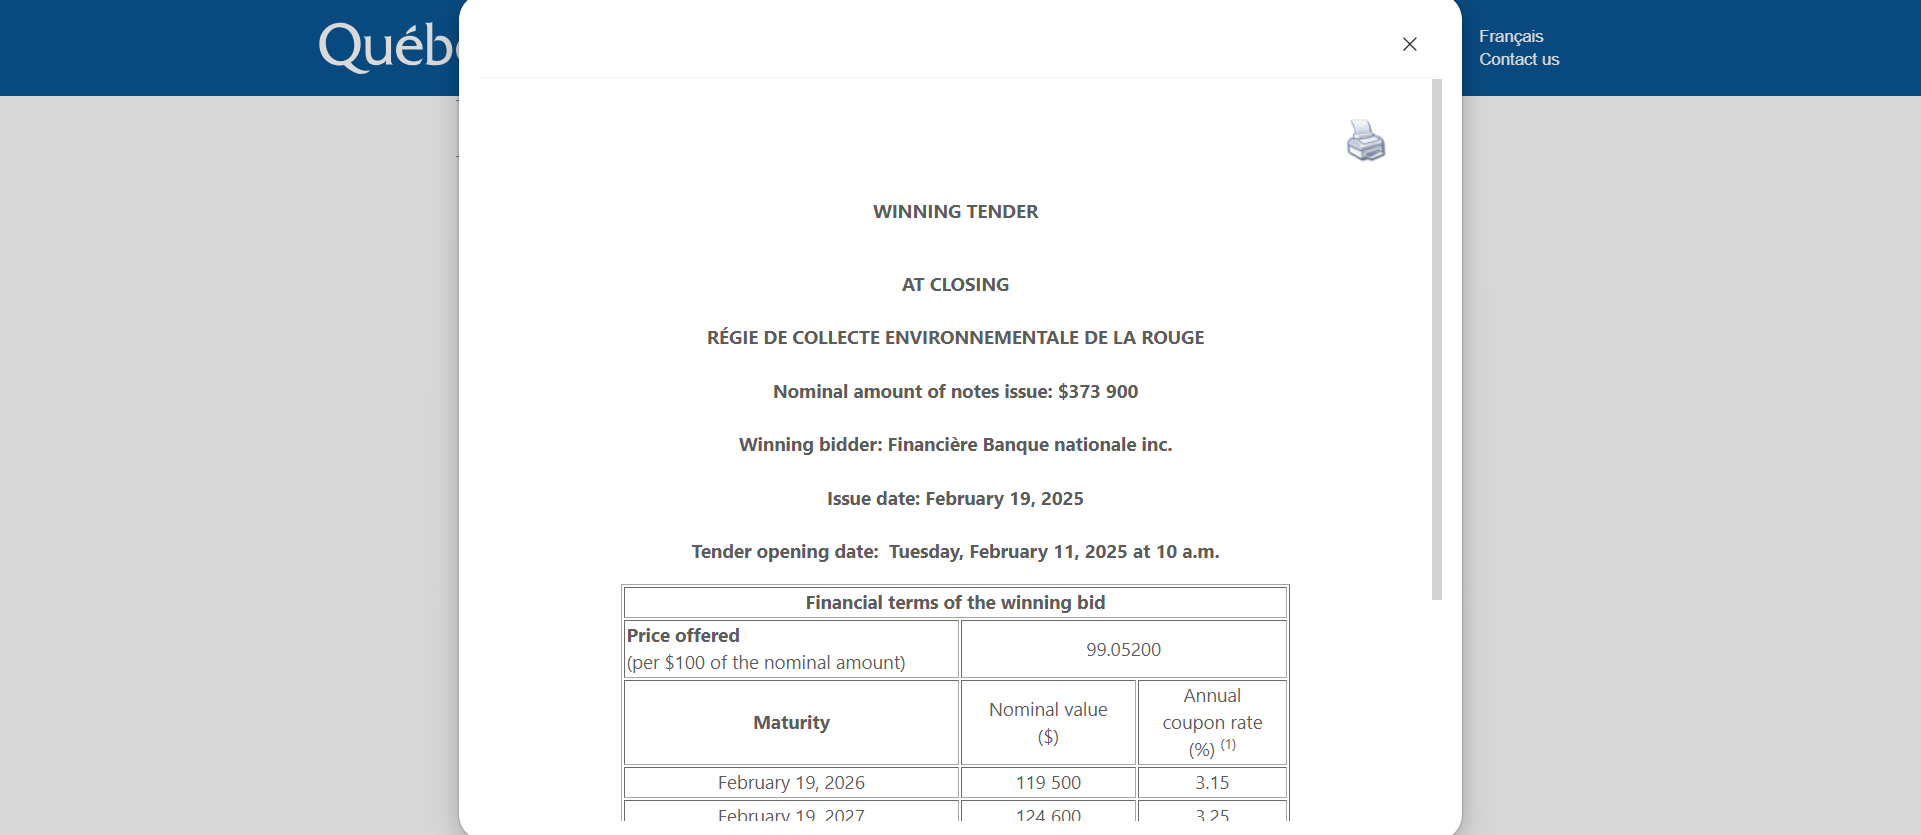 Français
Contact us
WINNING TENDER
AT CLOSING
RÉGIE DE COLLECTE ENVIRONNEMENTALE DE LA ROUGE
Nominal amount of notes issue: $373 900
Winning bidder: Financière Banque nationale inc.
Issue date: February 19, 2025
Tender opening date:  Tuesday, February 11, 2025 at 10 a.m.
Financial terms of the winning bid
Price offered
(per $100 of the nominal amount)
99.05200
Maturity
Nominal value
($)
Annual
coupon rate
(%) (1)
February 19, 2026
119 500
3.15
February 19, 2027
124 600
3.25